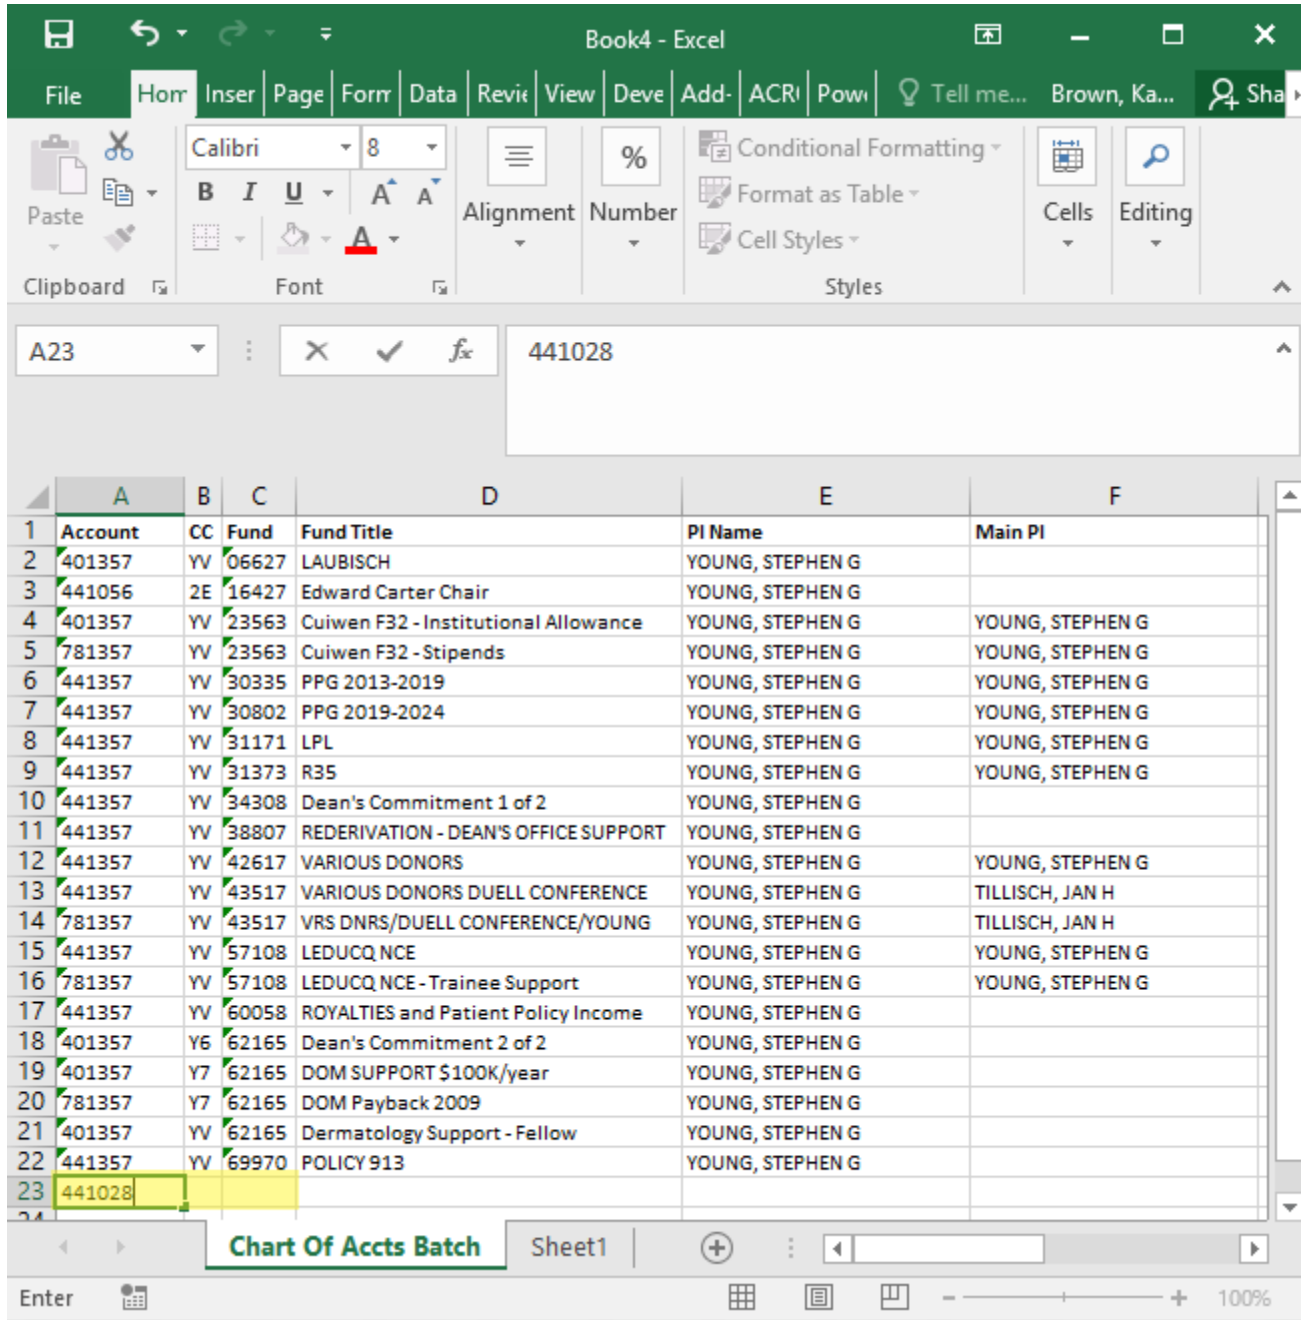 Book4 - Excel
File Hom Inser Page Form Data Revie View Deve Add- ACRO Powe Tell me... Brown, Ka... Sha
Calibri 8 % Conditional Formatting
B I U A A Format as Table
Paste Alignment Number Cell Styles Cells Editing
A
Clipboard Font Styles
A23 fx 441028
A B C D E F
1 Account CC Fund Fund Title PI Name Main PI
2 401357 YV 06627 LAUBISCH YOUNG, STEPHEN G
3 441056 2E 16427 Edward Carter Chair YOUNG, STEPHEN G
4 401357 YV 23563 Cuiwen F32 - Institutional Allowance YOUNG, STEPHEN G YOUNG, STEPHEN G
5 781357 YV 23563 Cuiwen F32 - Stipends YOUNG, STEPHEN G YOUNG, STEPHEN G
6 441357 YV 30335 PPG 2013-2019 YOUNG, STEPHEN G YOUNG, STEPHEN G
7 441357 YV 30802 PPG 2019-2024 YOUNG, STEPHEN G YOUNG, STEPHEN G
8 441357 YV 31171 LPL YOUNG, STEPHEN G YOUNG, STEPHEN G
9 441357 YV 31373 R35 YOUNG, STEPHEN G YOUNG, STEPHEN G
10 441357 YV 34308 Dean's Commitment 1 of 2 YOUNG, STEPHEN G
11 441357 YV 38807 REDERIVATION - DEAN'S OFFICE SUPPORT YOUNG, STEPHEN G
12 441357 YV 42617 VARIOUS DONORS YOUNG, STEPHEN G YOUNG, STEPHEN G
13 441357 YV 43517 VARIOUS DONORS DUELL CONFERENCE YOUNG, STEPHEN G TILLISCH, JAN H
14 781357 YV 43517 VRS DNRS/DUELL CONFERENCE/YOUNG YOUNG, STEPHEN G TILLISCH, JAN H
15 441357 YV 57108 LEDUCQ NCE YOUNG, STEPHEN G YOUNG, STEPHEN G
16 781357 YV 57108 LEDUCQ NCE - Trainee Support YOUNG, STEPHEN G YOUNG, STEPHEN G
17 441357 YV 60058 ROYALTIES and Patient Policy Income YOUNG, STEPHEN G
18 401357 Y6 62165 Dean's Commitment 2 of 2 YOUNG, STEPHEN G
19 401357 Y7 62165 DOM SUPPORT $100K/year YOUNG, STEPHEN G
20 781357 Y7 62165 DOM Payback 2009 YOUNG, STEPHEN G
21 401357 YV 62165 Dermatology Support - Fellow YOUNG, STEPHEN G
22 441357 YV 69970 POLICY 913 YOUNG, STEPHEN G
23 441028
24
Chart Of Accts Batch Sheet1
Enter 100%